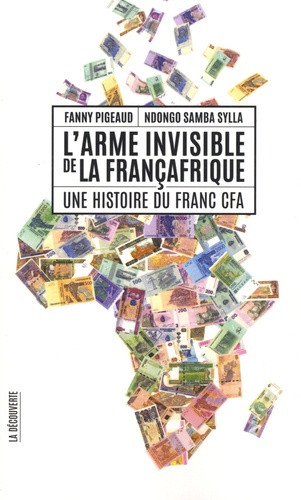 FANNY PIGEAUD | NDONGO SAMBA SYLLA
L'ARME INVISIBLE
DE LA FRANÇAFRIQUE
UNE HISTOIRE DU FRANC CFA
LA DÉCOUVERTE